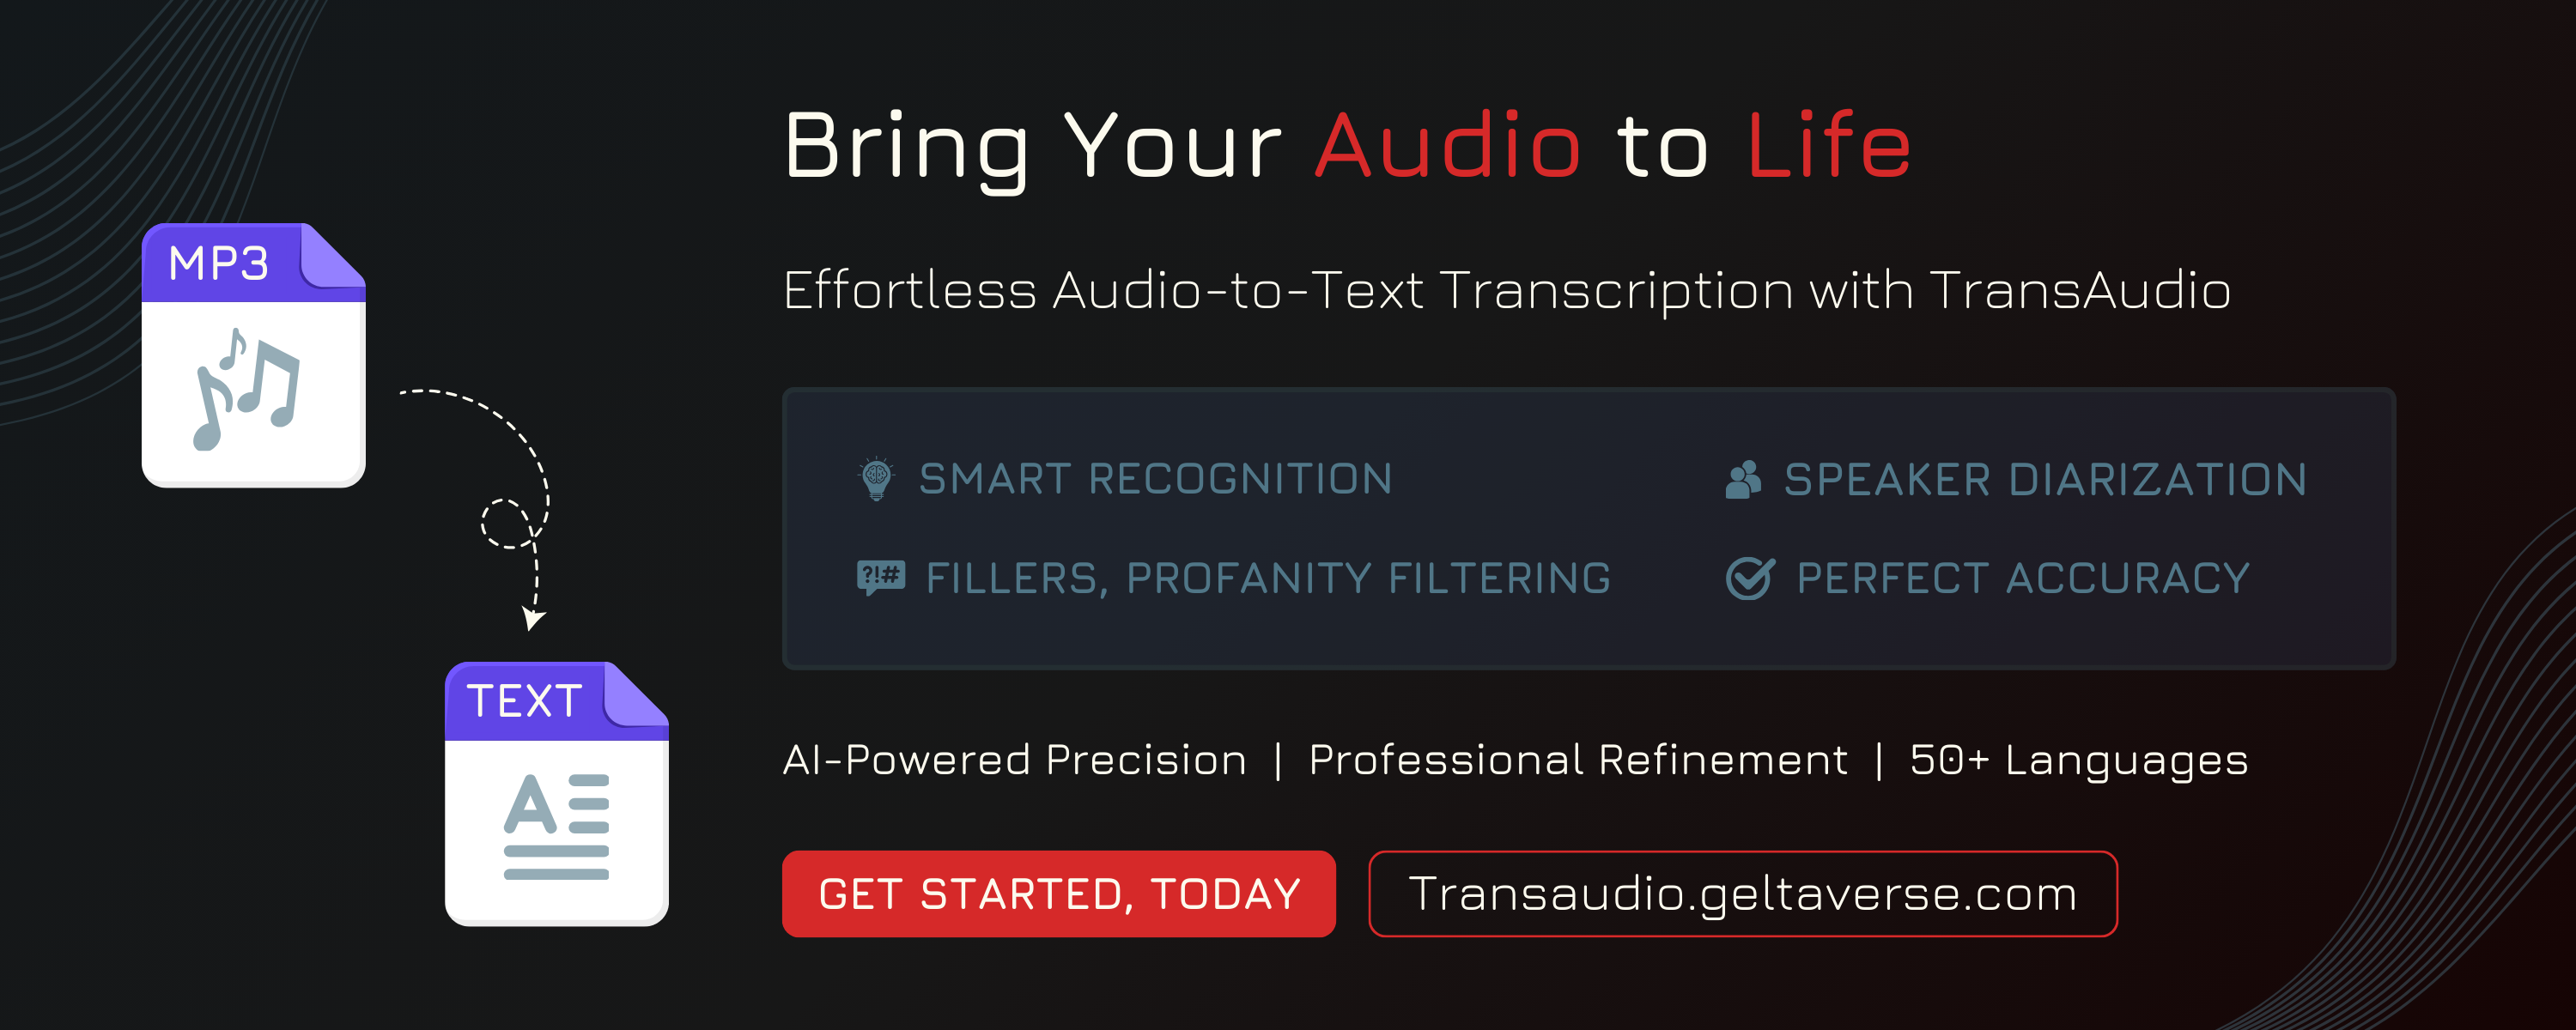 Bring Your Audio to Life
MP3
Effortless Audio-to-Text Transcription with TransAudio
SMART RECOGNITION
SPEAKER DIARIZATION
?!#
FILLERS, PROFANITY FILTERING
PERFECT ACCURACY
TEXT
A
AI-Powered Precision | Professional Refinement | 50+ Languages
GET STARTED, TODAY
Transaudio.geltaverse.com